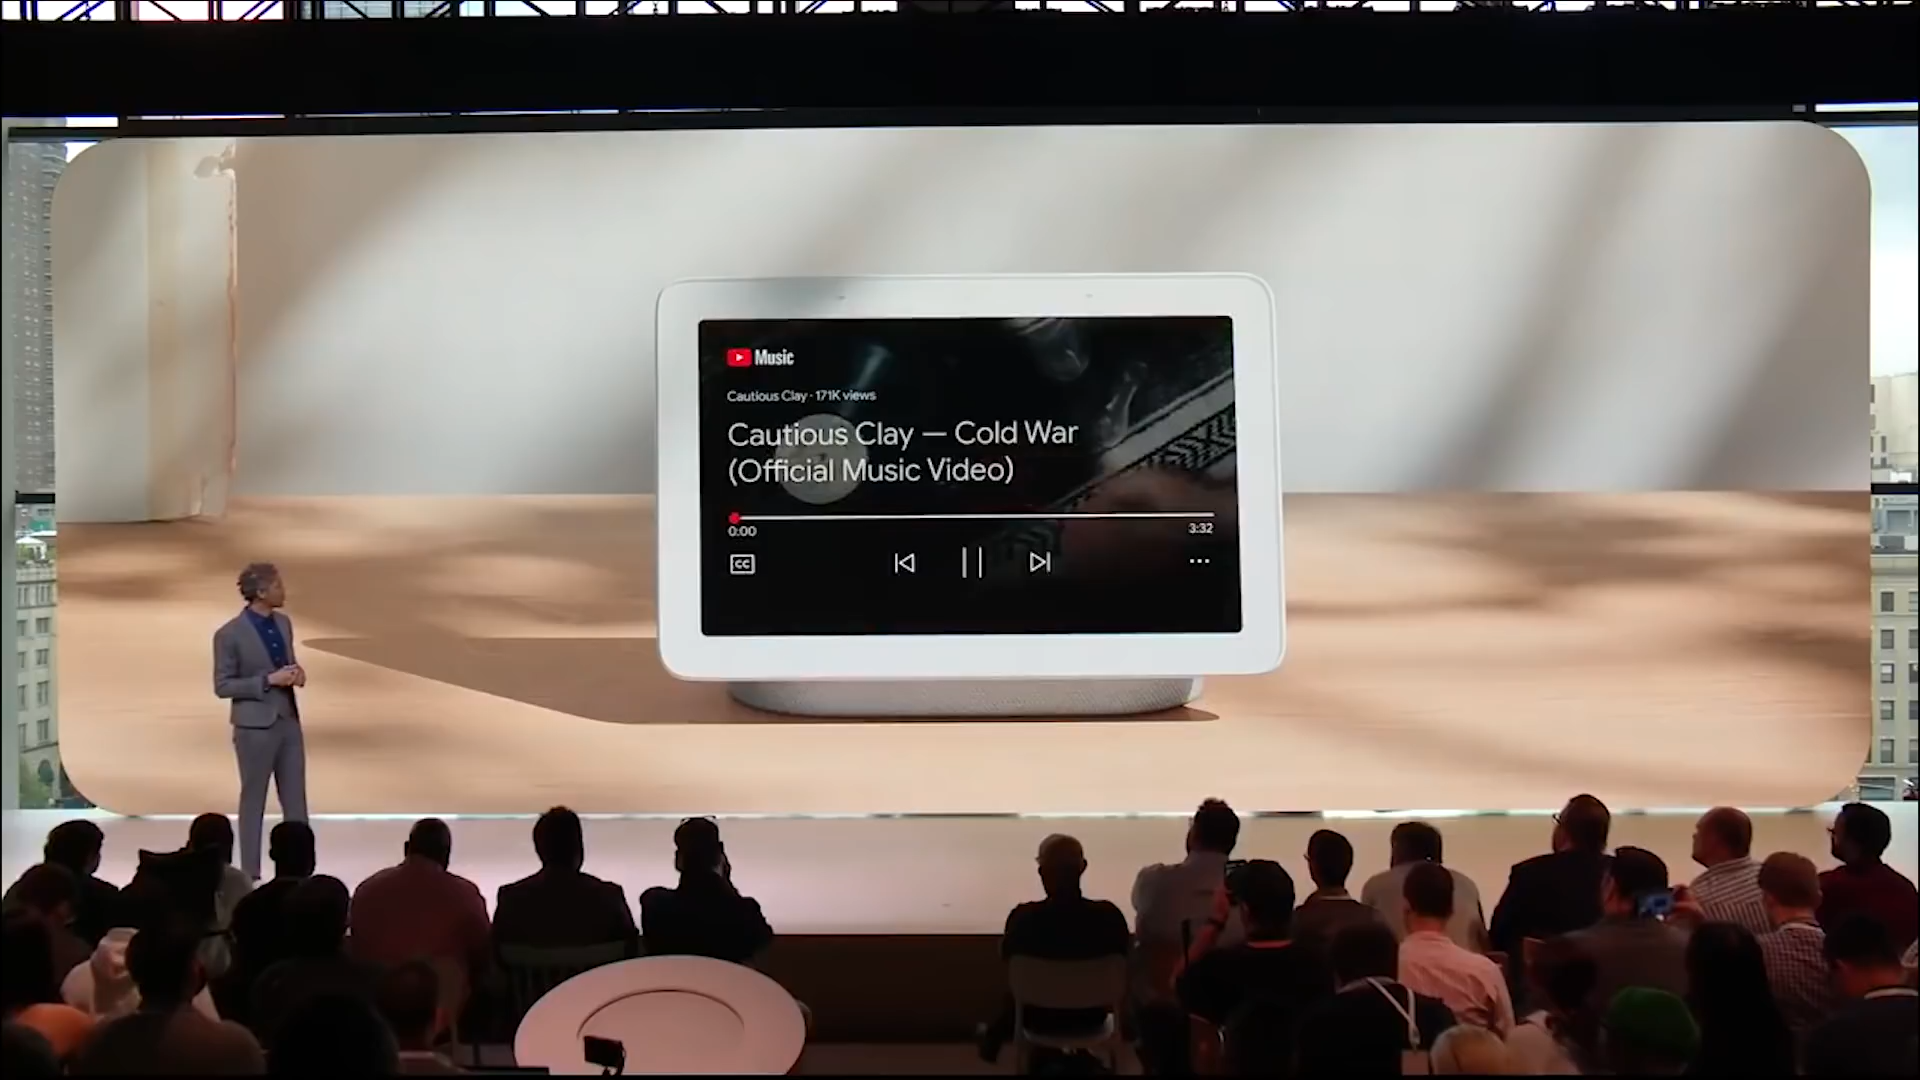 Music
Cautious Clay · 171K views
Cautious Clay — Cold War
(Official Music Video)
0:00
3:32
CC